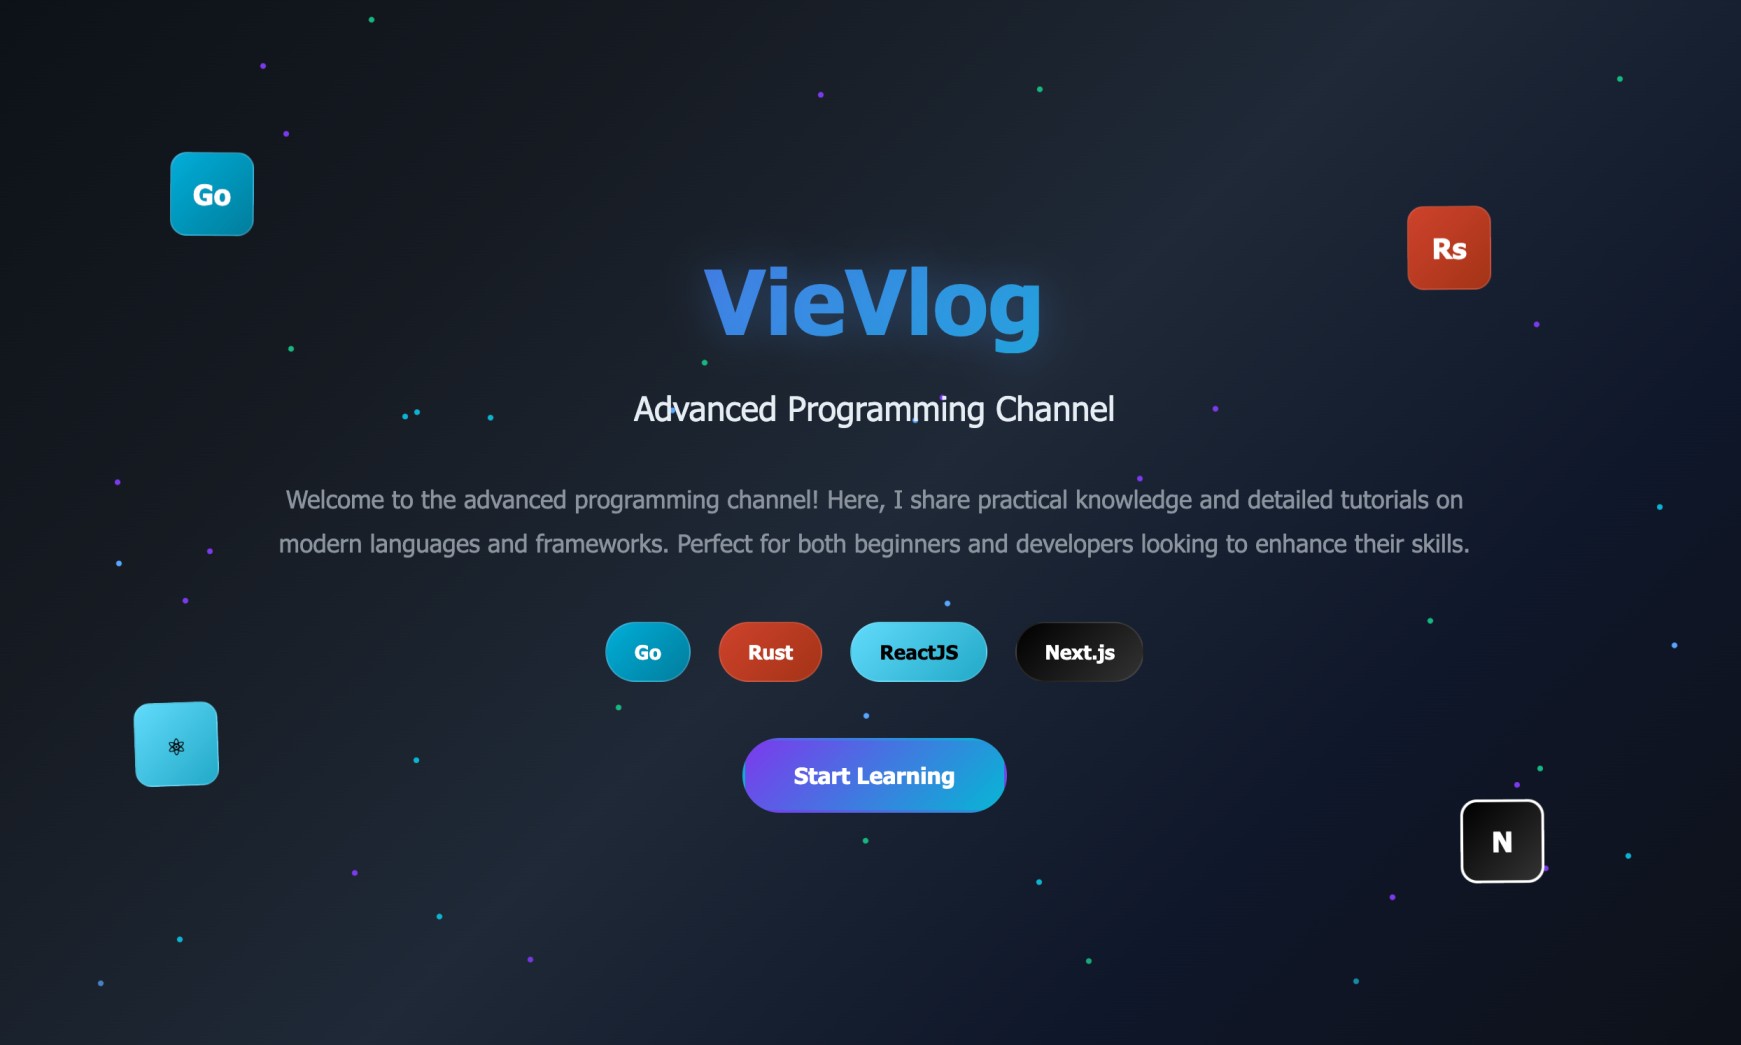 Go
Rs
VieVlog
Advanced Programming Channel
Welcome to the advanced programming channel! Here, I share practical knowledge and detailed tutorials on
modern languages and frameworks. Perfect for both beginners and developers looking to enhance their skills.
Go
Rust
ReactJS
Next.js
Start Learning
N